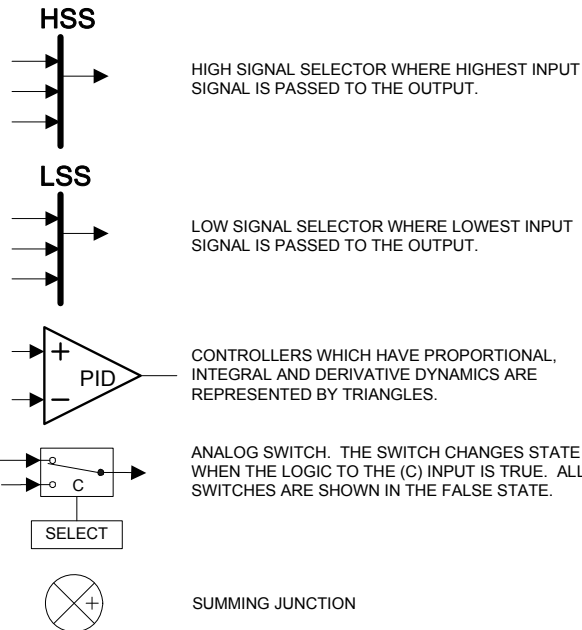 HSS
HIGH SIGNAL SELECTOR WHERE HIGHEST INPUT
SIGNAL IS PASSED TO THE OUTPUT.
LSS
LOW SIGNAL SELECTOR WHERE LOWEST INPUT
SIGNAL IS PASSED TO THE OUTPUT.
+
PID
−
CONTROLLERS WHICH HAVE PROPORTIONAL,
INTEGRAL AND DERIVATIVE DYNAMICS ARE
REPRESENTED BY TRIANGLES.
C
SELECT
ANALOG SWITCH. THE SWITCH CHANGES STATE
WHEN THE LOGIC TO THE (C) INPUT IS TRUE. ALL
SWITCHES ARE SHOWN IN THE FALSE STATE.
+
SUMMING JUNCTION